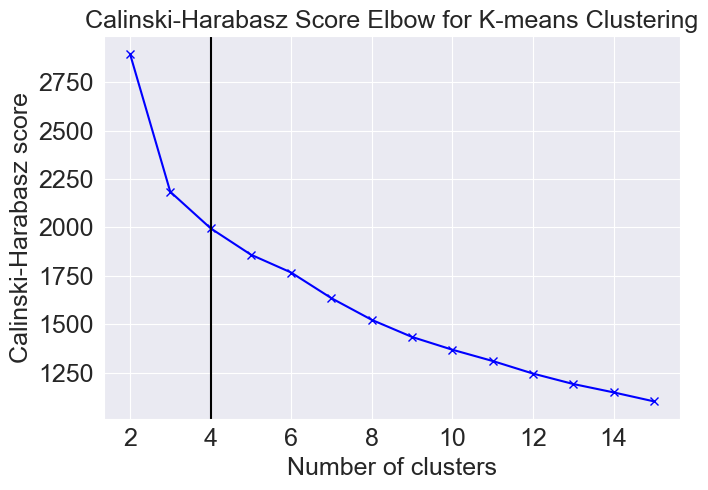 Calinski-Harabasz Score Elbow for K-means Clustering
Calinski-Harabasz score
2750
2500
2250
2000
1750
1500
1250
2 4 6 8 10 12 14
Number of clusters